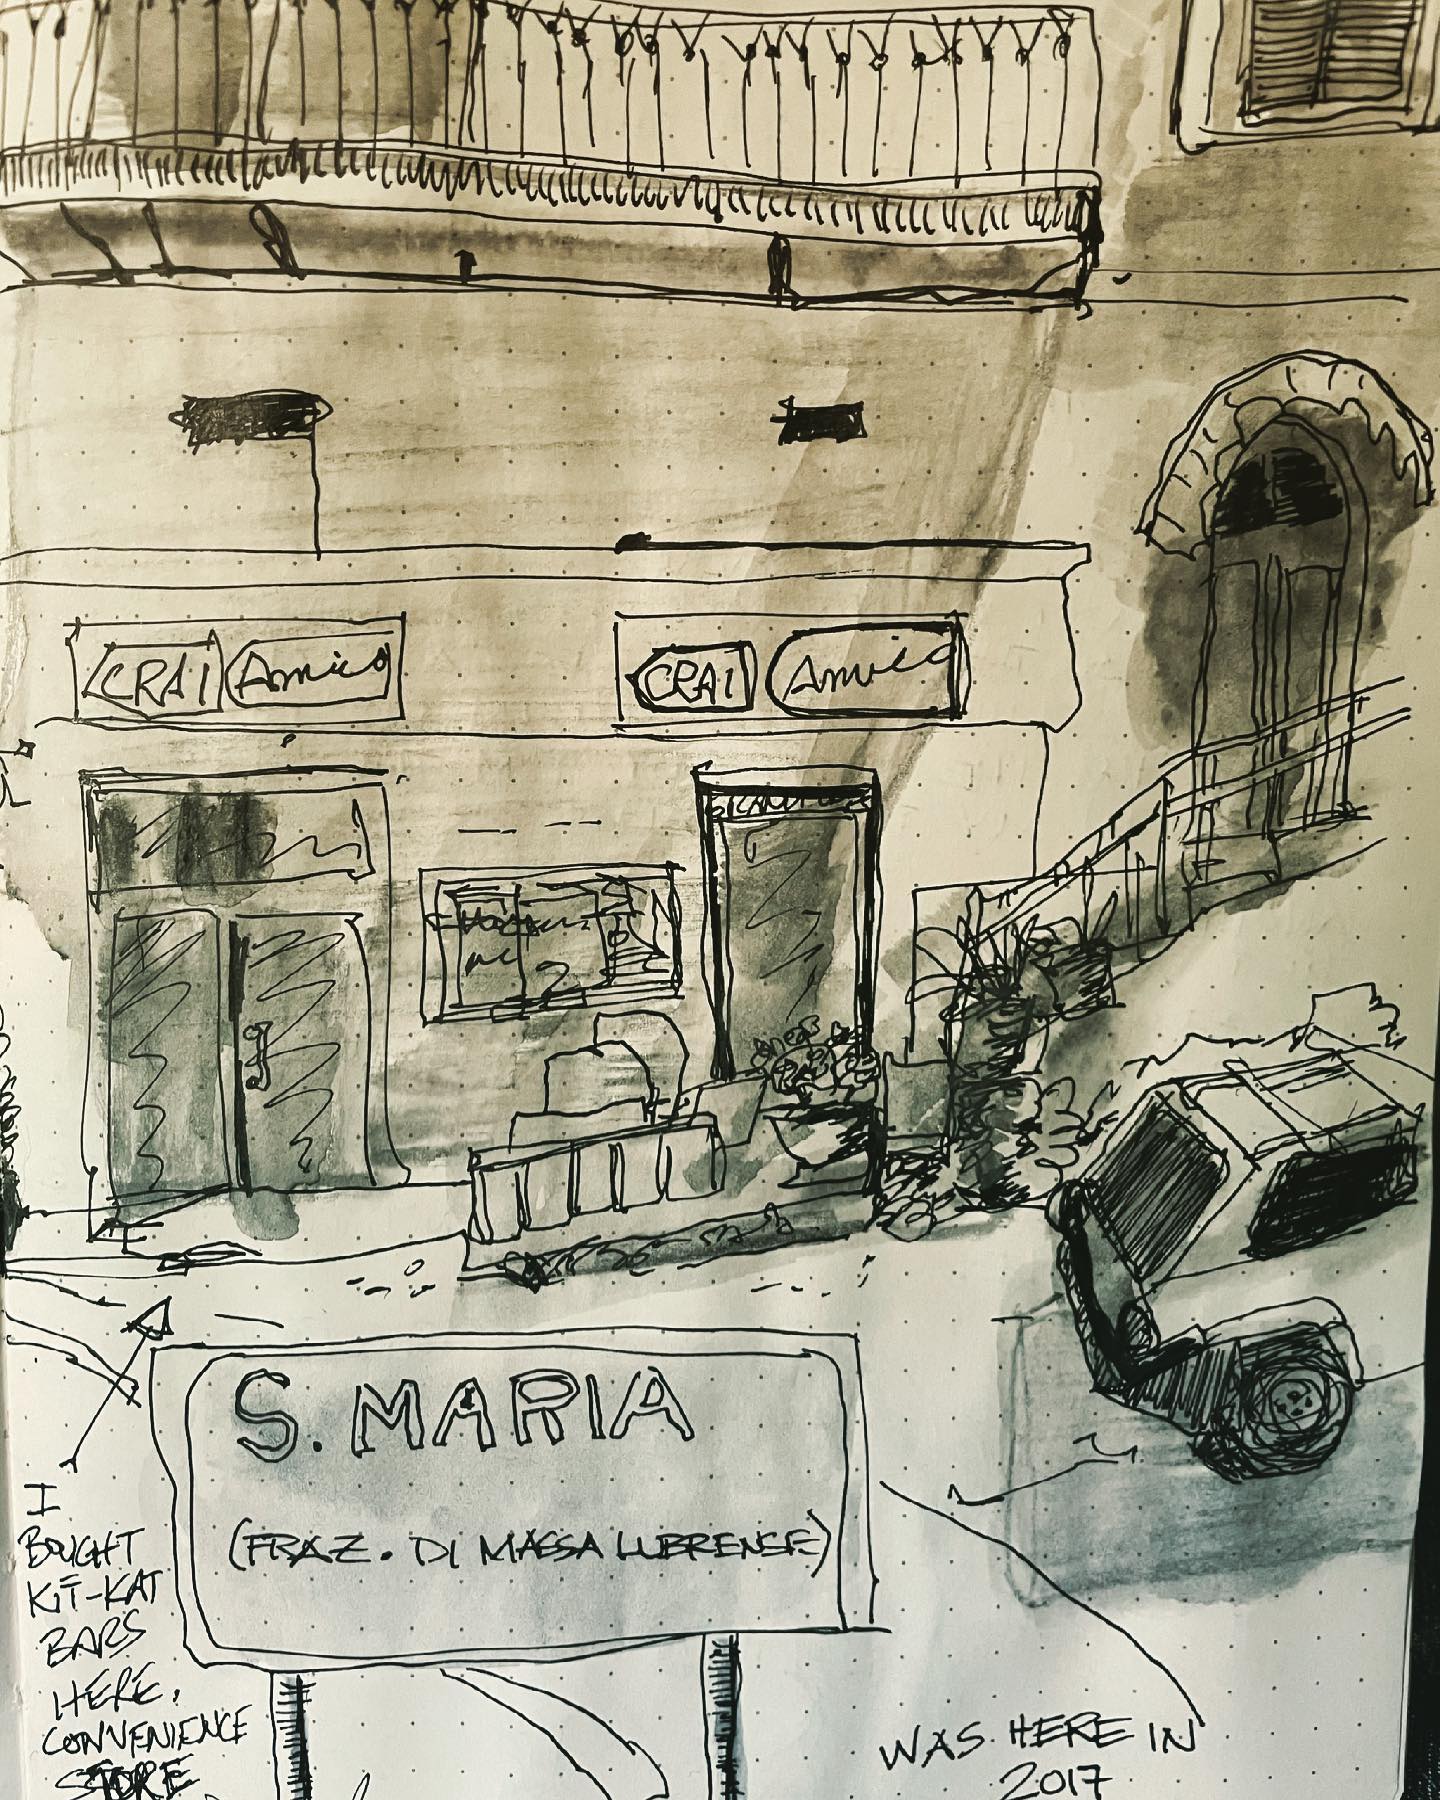 CRAI Amico
CRAI Amico
S. MARIA
(FRAZ. DI MASSA LUBRENSE)
I
BOUGHT
KIT-KAT
BARS
HERE.
CONVENIENCE
STORE
WAS HERE IN
2017